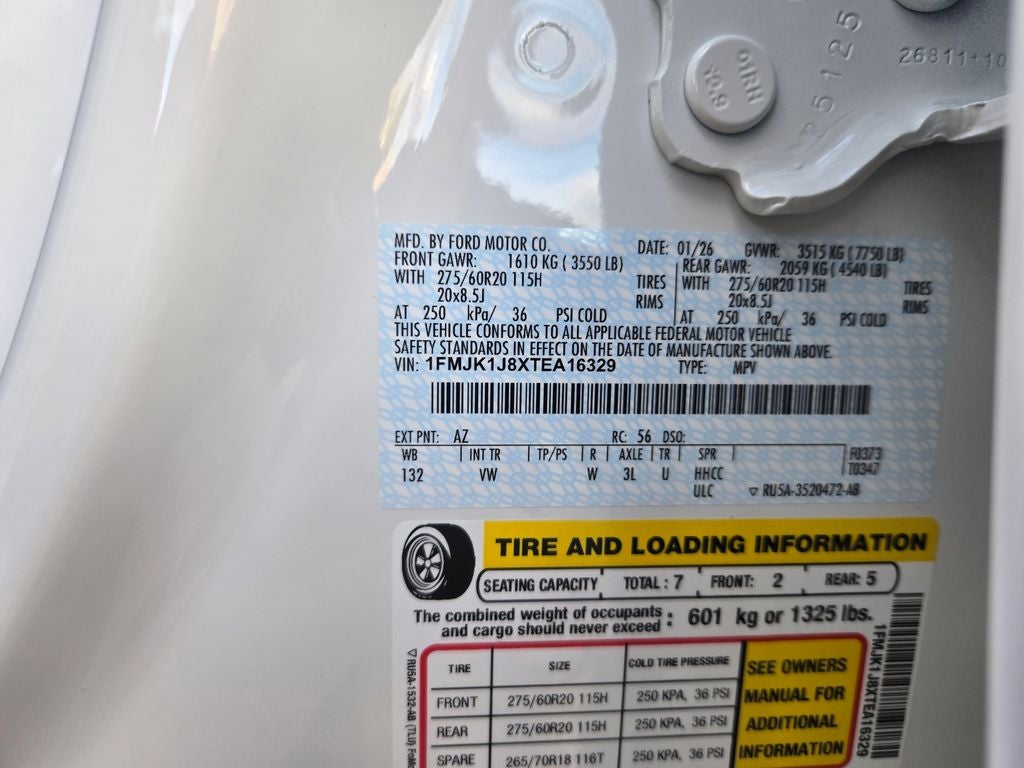 25125
26811+10
MFD. BY FORD MOTOR CO.
DATE: 01/26 GVWR: 3515 KG ( 7750 LB)
FRONT GAWR: 1610 KG ( 3550 LB)
WITH 275/60R20 115H TIRES
20x8.5J RIMS
AT 250 kPa/ 36 PSI COLD
REAR GAWR: 2059 KG ( 4540 LB)
WITH 275/60R20 115H TIRES
20x8.5J RIMS
AT 250 kPa/ 36 PSI COLD
THIS VEHICLE CONFORMS TO ALL APPLICABLE FEDERAL MOTOR VEHICLE
SAFETY STANDARDS IN EFFECT ON THE DATE OF MANUFACTURE SHOWN ABOVE.
VIN: 1FMJK1J8XTEA16329 TYPE: MPV
EXT PNT: AZ RC: 56 DSO:
WB INT TR TP/PS R AXLE TR SPR F0373
132 VW W 3L U HHCC T0347
ULC ▽ RU5A-3520472-AB
TIRE AND LOADING INFORMATION
SEATING CAPACITY TOTAL : 7 FRONT: 2 REAR: 5
The combined weight of occupants
and cargo should never exceed : 601 kg or 1325 lbs.
TIRE SIZE COLD TIRE PRESSURE
FRONT 275/60R20 115H 250 KPA, 36 PSI
REAR 275/60R20 115H 250 KPA, 36 PSI
SPARE 265/70R18 116T 250 KPA, 36 PSI
SEE OWNERS
MANUAL FOR
ADDITIONAL
INFORMATION
1FMJK1J8XTEA16329
▽ RU5A-1532-AB (TLU)